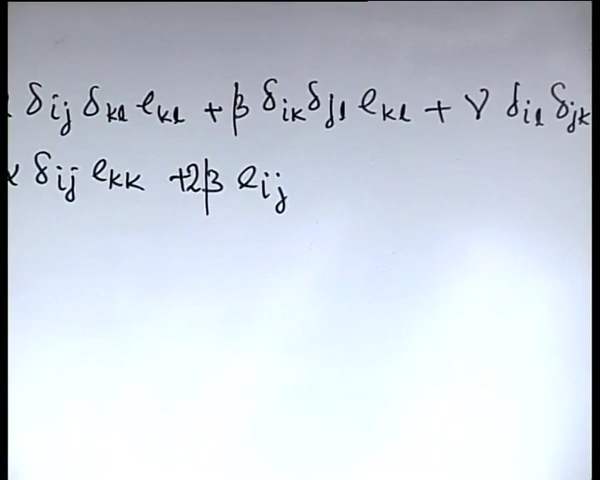 δij δkl ekl + β δik δjl ekl + γ δil δjk
δij ekk + 2β eij